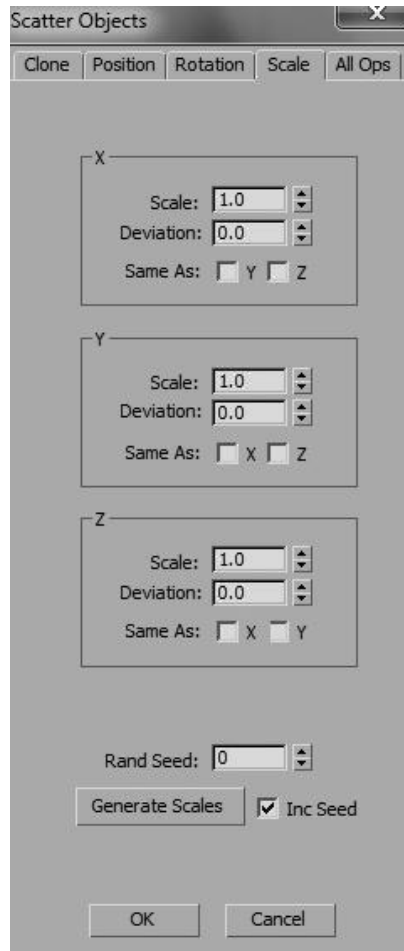 Scatter Objects
X
Clone Position Rotation Scale All Ops
X
Scale: 1.0
Deviation: 0.0
Same As: Y Z
Y
Scale: 1.0
Deviation: 0.0
Same As: X Z
Z
Scale: 1.0
Deviation: 0.0
Same As: X Y
Rand Seed: 0
Generate Scales Inc Seed
OK Cancel